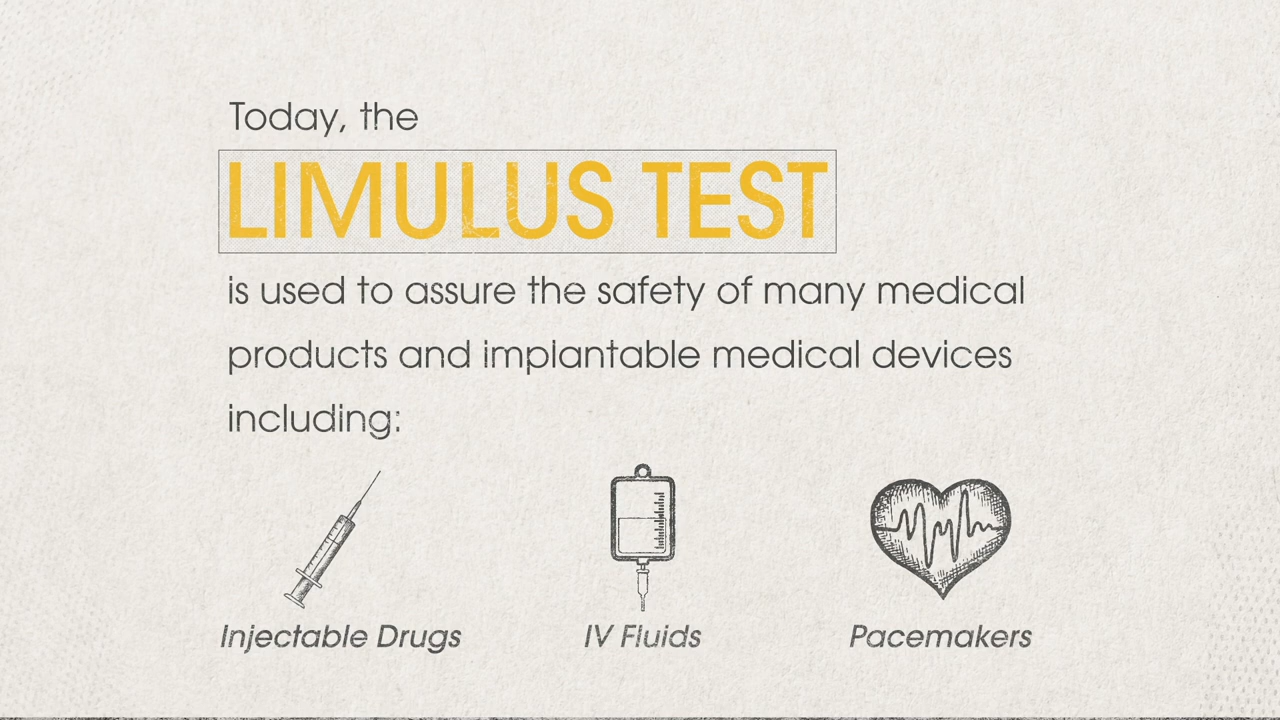 Today, the
LIMULUS TEST
is used to assure the safety of many medical
products and implantable medical devices
including:
Injectable Drugs
IV Fluids
Pacemakers